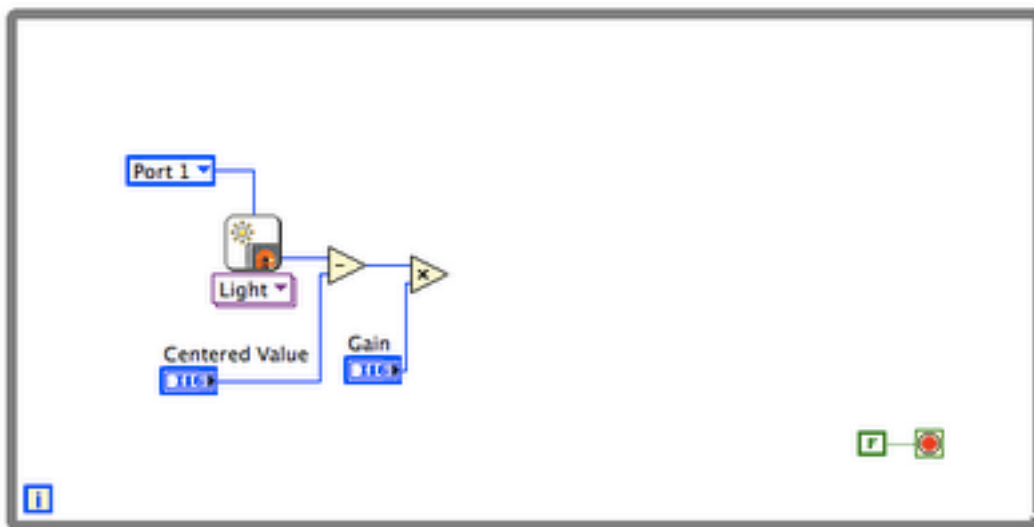 Port 1
Light
Centered Value
Gain
I16
I16
F
i